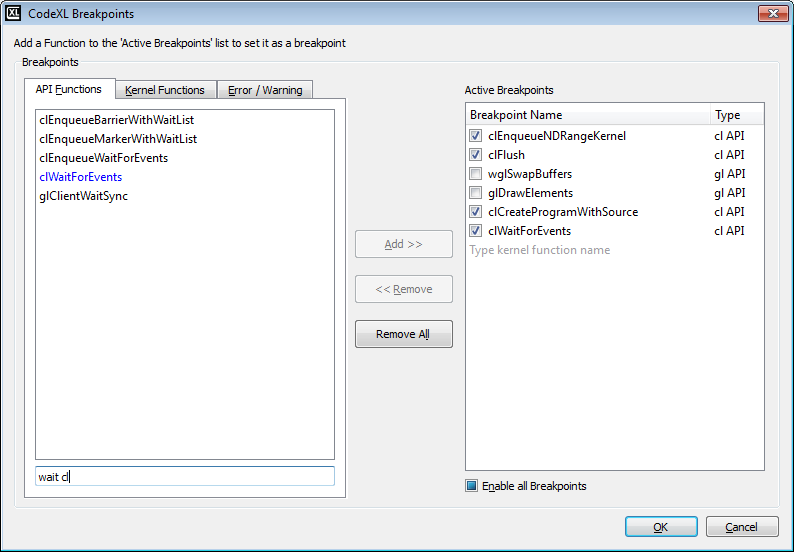 XL CodeXL Breakpoints
Add a Function to the 'Active Breakpoints' list to set it as a breakpoint
Breakpoints
API Functions Kernel Functions Error / Warning
clEnqueueBarrierWithWaitList
clEnqueueMarkerWithWaitList
clEnqueueWaitForEvents
clWaitForEvents
glClientWaitSync
wait cl
Add >>
<< Remove
Remove All
Active Breakpoints
Breakpoint Name Type
clEnqueueNDRangeKernel cl API
clFlush cl API
wglSwapBuffers gl API
glDrawElements gl API
clCreateProgramWithSource cl API
clWaitForEvents cl API
Type kernel function name
Enable all Breakpoints
OK Cancel